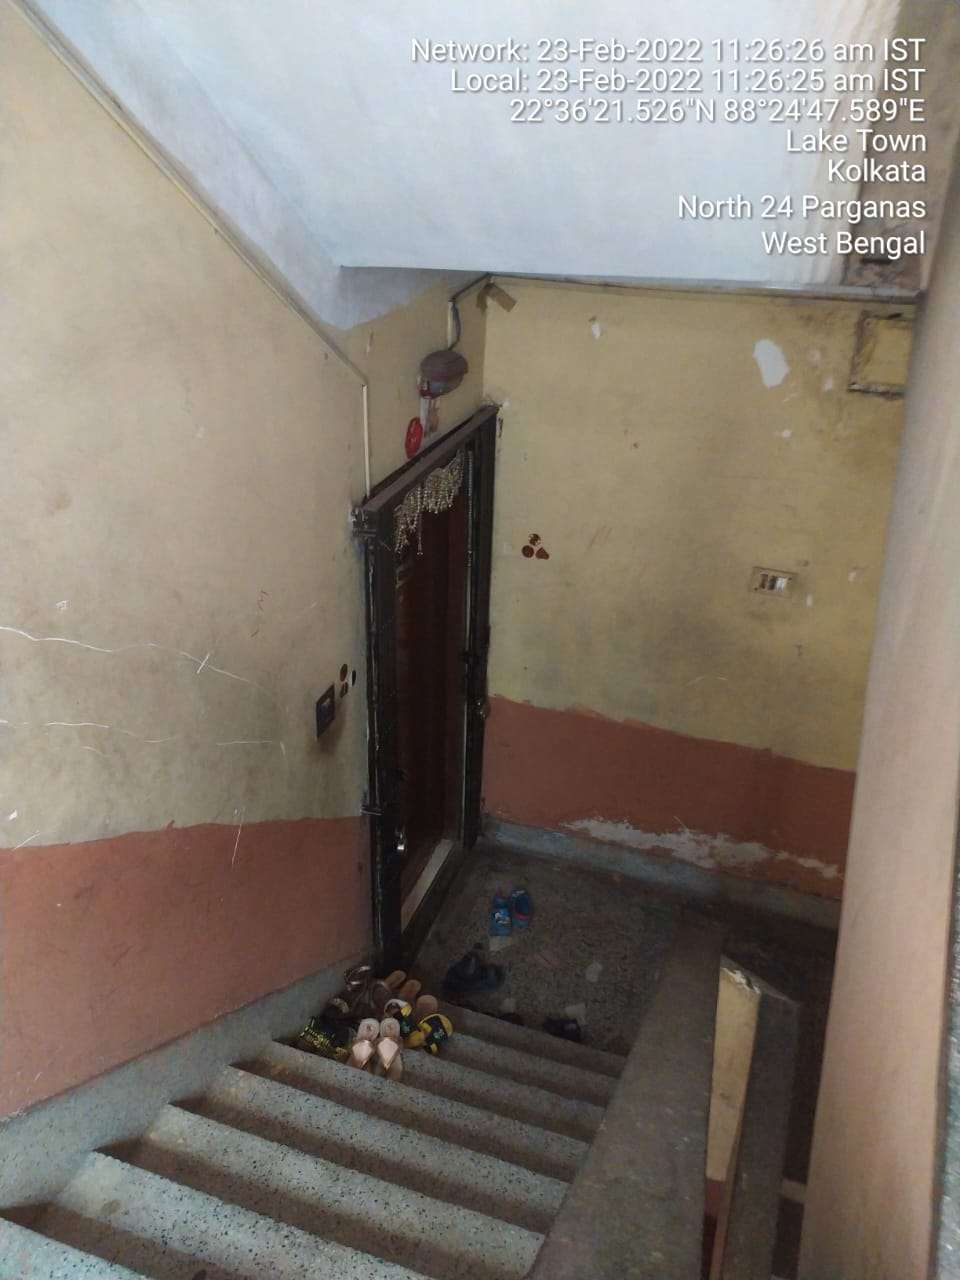 Network: 23-Feb-2022 11:26:26 am IST
Local: 23-Feb-2022 11:26:25 am IST
22°36'21.526"N 88°24'47.589"E
Lake Town
Kolkata
North 24 Parganas
West Bengal